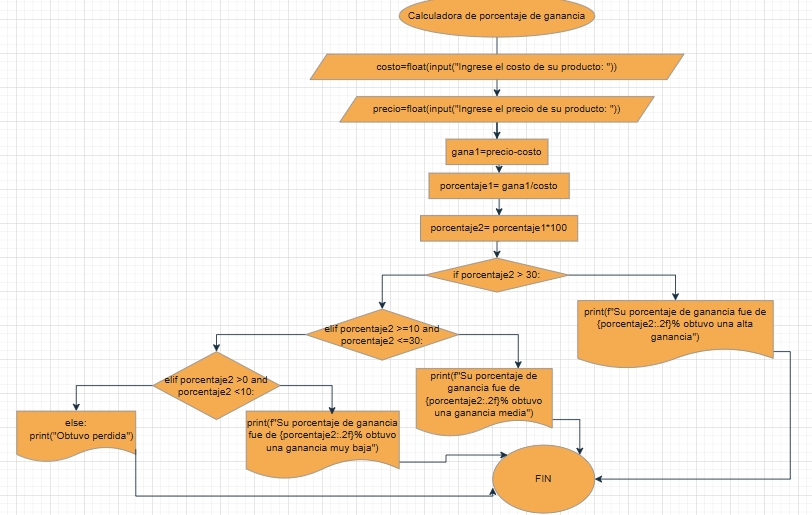 Calculadora de porcentaje de ganancia
costo=float(input("Ingrese el costo de su producto: "))
precio=float(input("Ingrese el precio de su producto: "))
gana1=precio-costo
porcentaje1= gana1/costo
porcentaje2= porcentaje1*100
if porcentaje2 > 30:
print(f"Su porcentaje de ganancia fue de
{porcentaje2:.2f}% obtuvo una alta
ganancia")
elif porcentaje2 >=10 and
porcentaje2 <=30:
print(f"Su porcentaje de
ganancia fue de
{porcentaje2:.2f}% obtuvo
una ganancia media")
elif porcentaje2 >0 and
porcentaje2 <10:
print(f"Su porcentaje de ganancia
fue de {porcentaje2:.2f}% obtuvo
una ganancia muy baja")
else:
print("Obtuvo perdida")
FIN